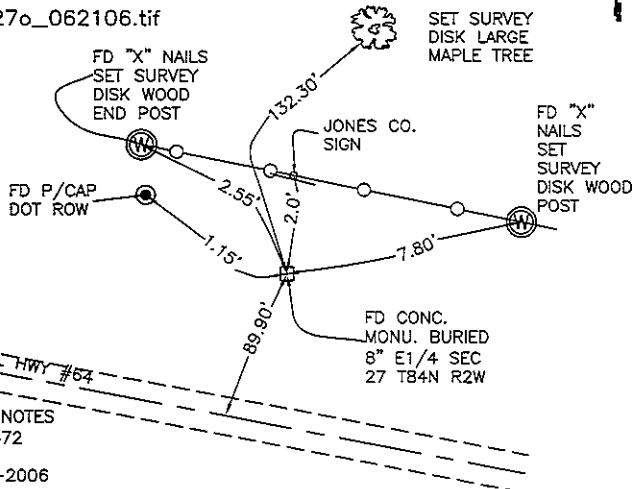 27o_062106.tif
SET SURVEY
DISK LARGE
MAPLE TREE
FD "X" NAILS
SET SURVEY
DISK WOOD
END POST
132.30'
JONES CO.
SIGN
FD "X"
NAILS
SET
SURVEY
DISK WOOD
POST
W
W
FD P/CAP
DOT ROW
2.55'
2.0'
1.15'
7.80'
89.90'
FD CONC.
MONU. BURIED
8" E1/4 SEC
27 T84N R2W
HWY #64
NOTES
72
-2006